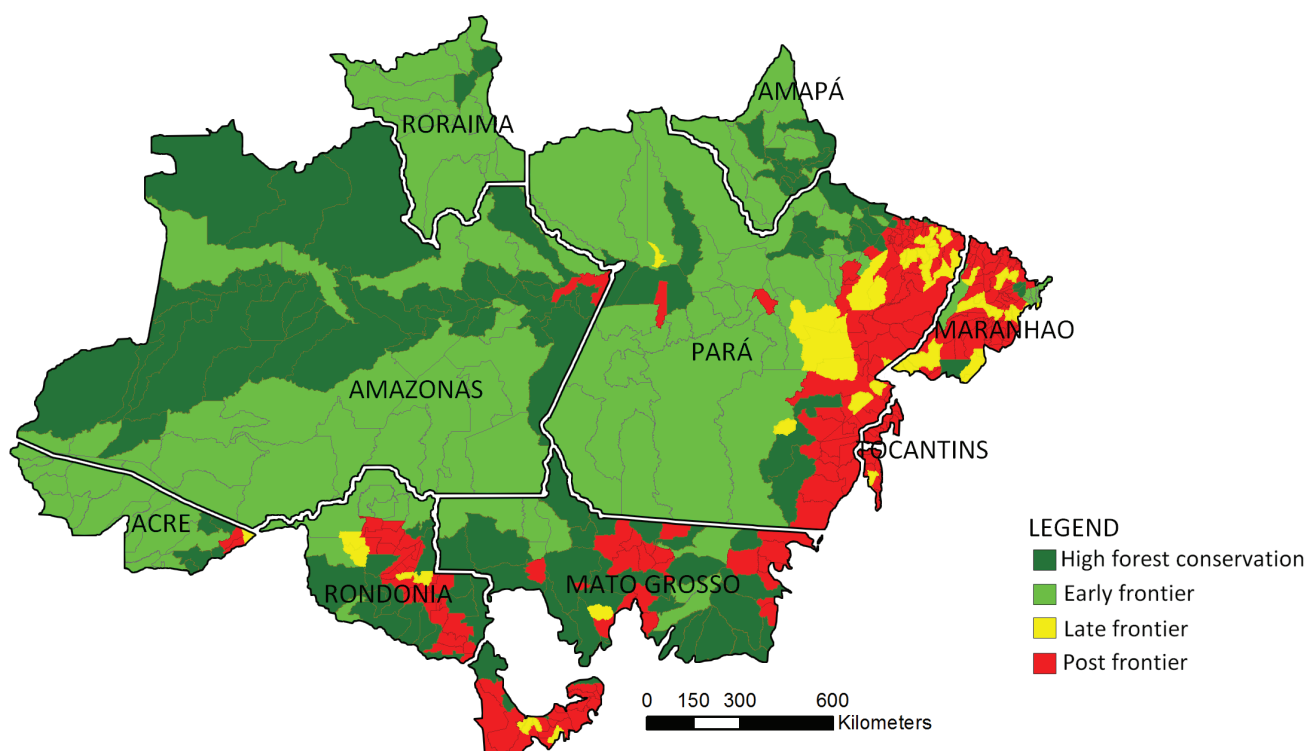 AMAPÁ
RORAIMA
MARANHAO
PARÁ
AMAZONAS
TOCANTINS
ACRE
RONDONIA
MATO GROSSO
LEGEND
High forest conservation
Early frontier
Late frontier
Post frontier
0 150 300 600
Kilometers